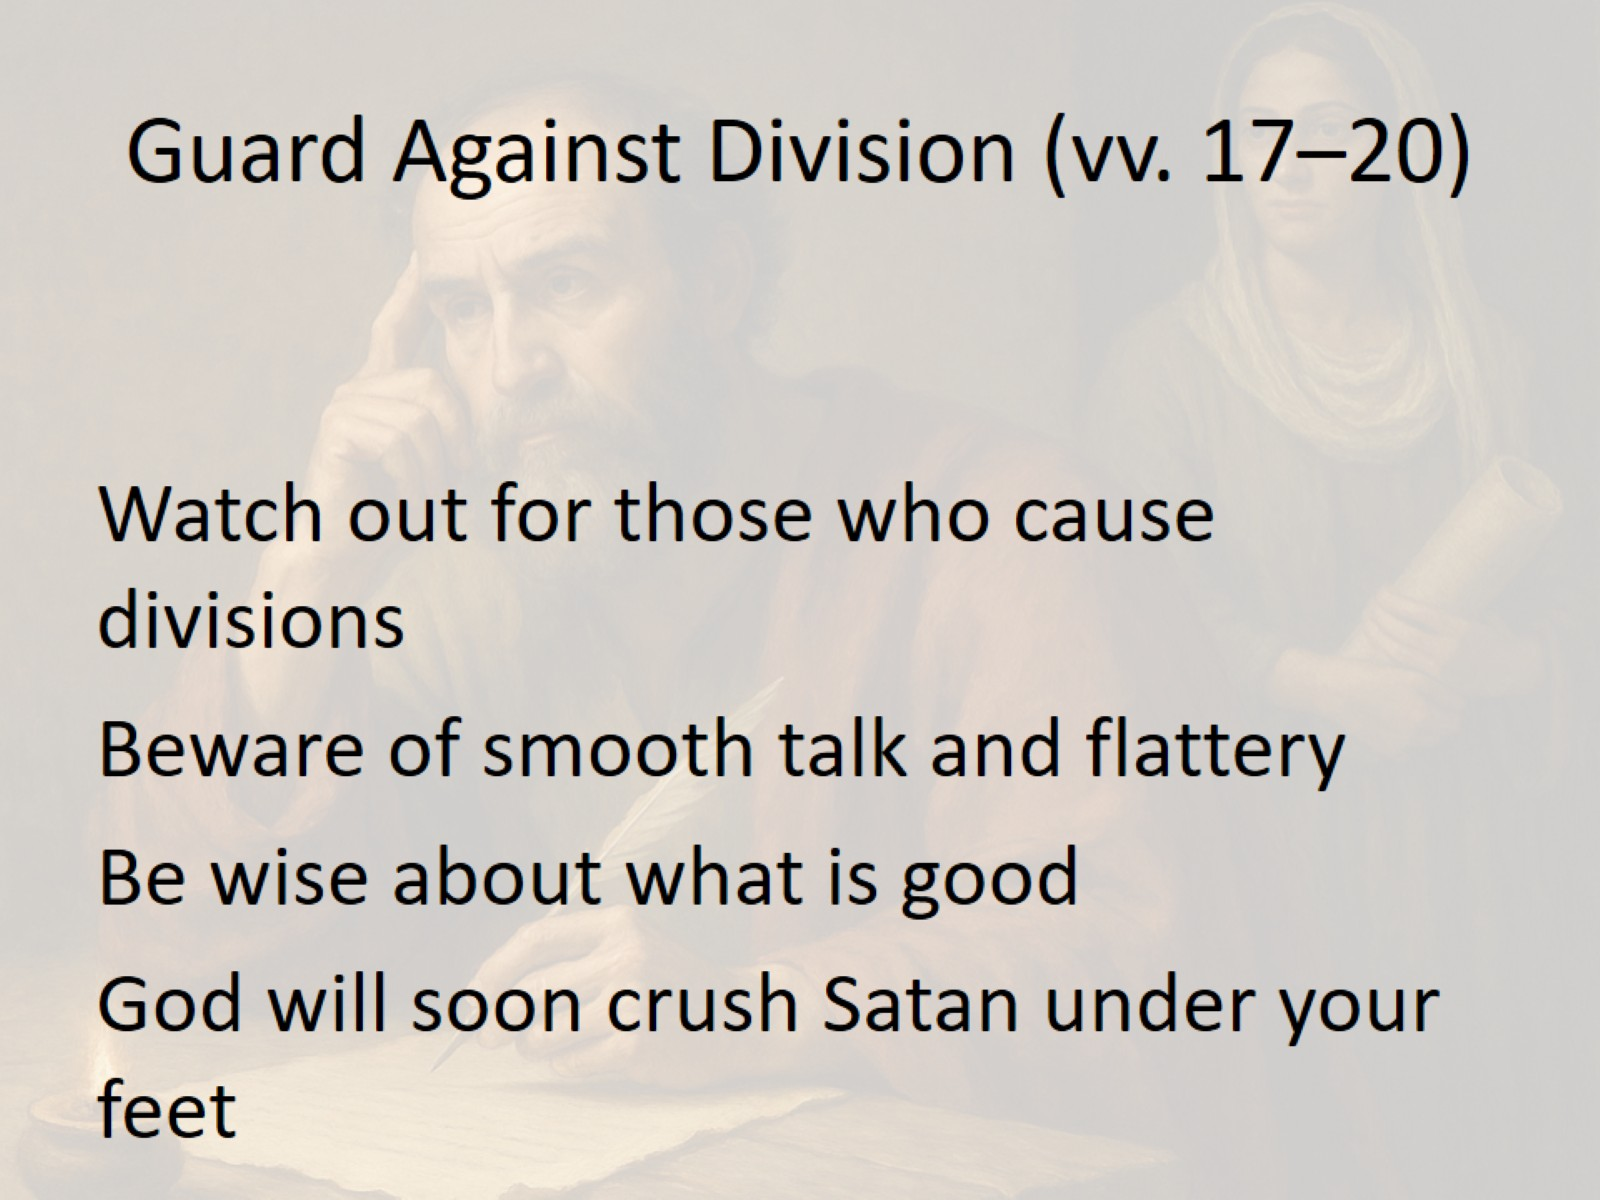 Guard Against Division (vv. 17–20)
Watch out for those who cause
divisions
Beware of smooth talk and flattery
Be wise about what is good
God will soon crush Satan under your
feet